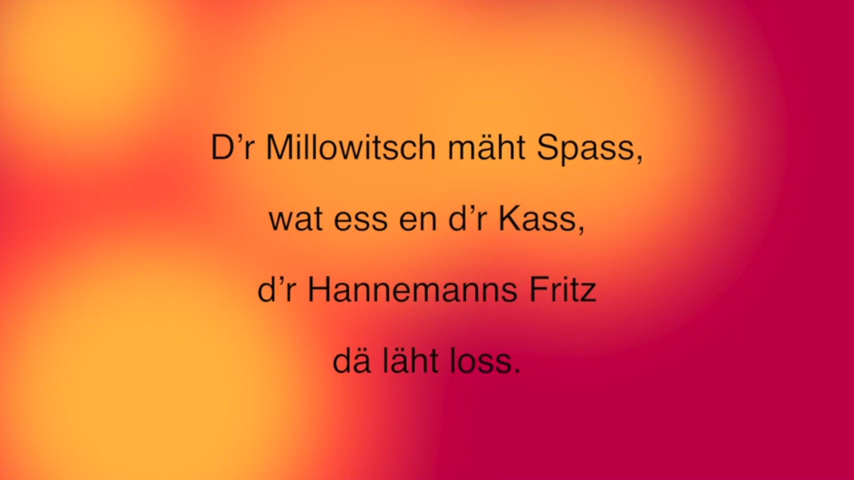 D’r Millowitsch mäht Spass,
wat ess en d’r Kass,
d’r Hannemanns Fritz
dä läht loss.